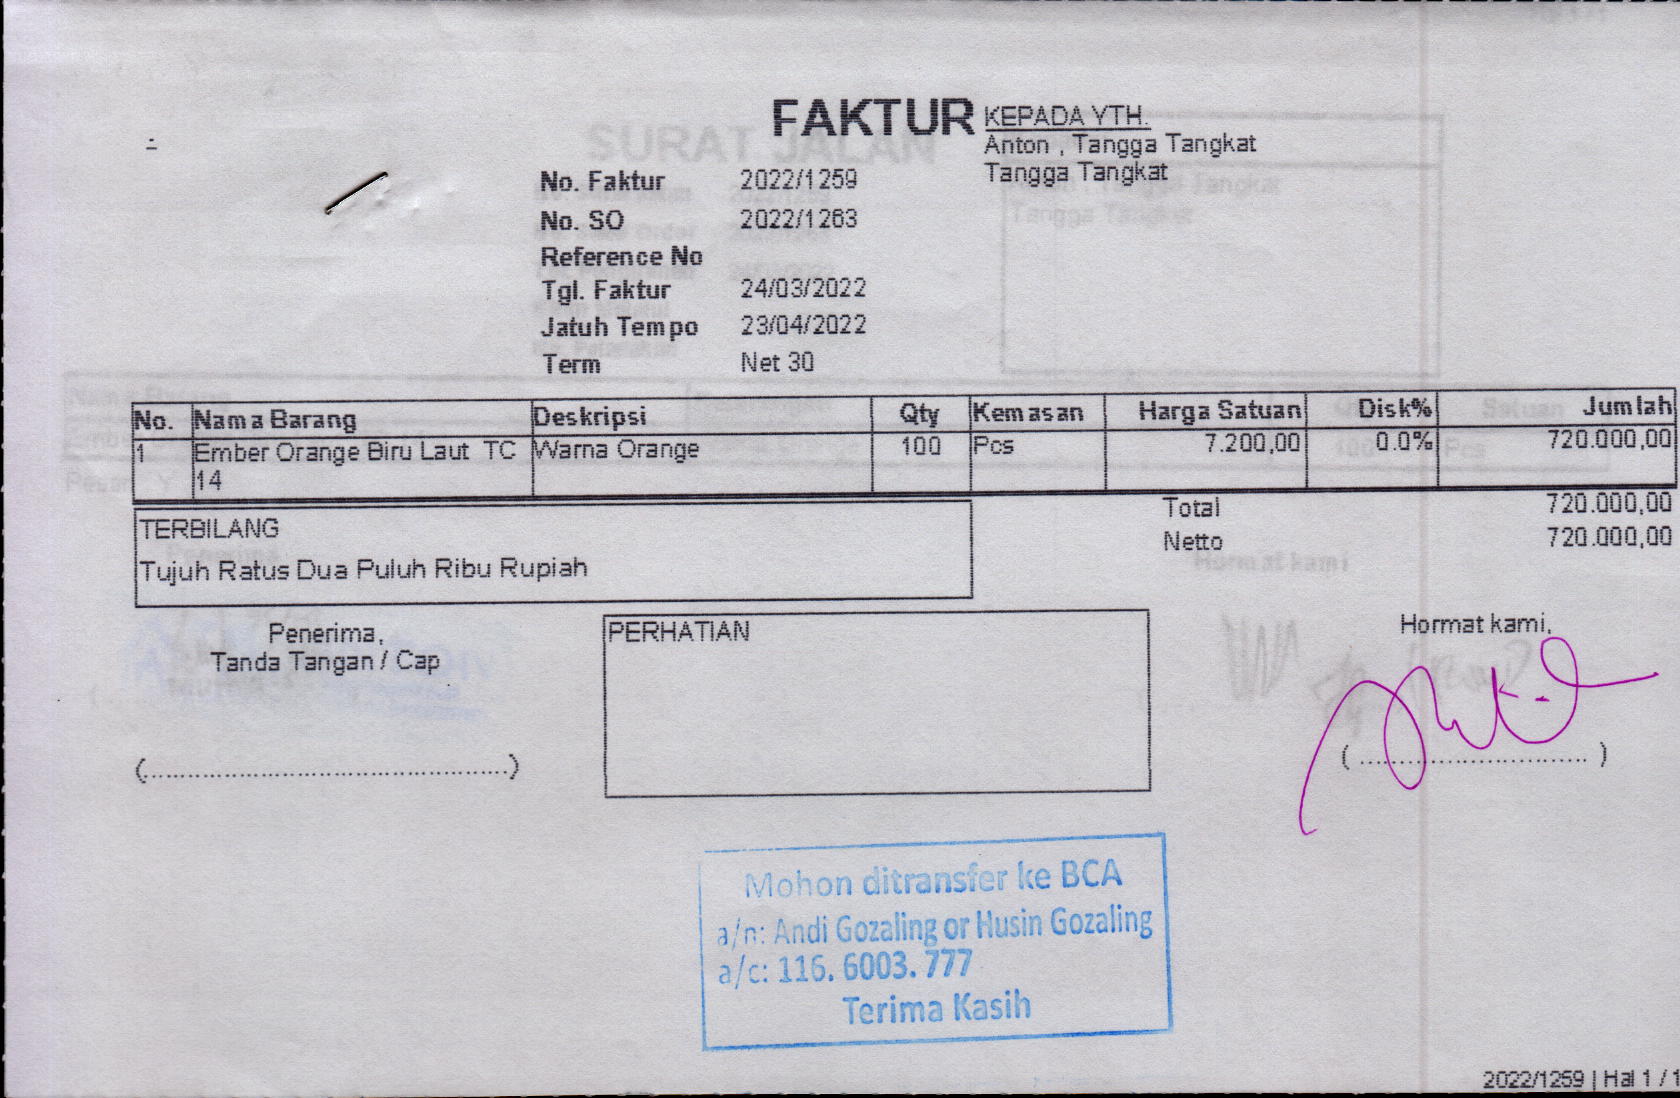 FAKTUR
KEPADA YTH.
Anton , Tangga Tangkat
Tangga Tangkat
No. Faktur 2022/1259
No. SO 2022/1263
Reference No
Tgl. Faktur 24/03/2022
Jatuh Tempo 23/04/2022
Term Net 30
No. Nama Barang Deskripsi Qty Kemasan Harga Satuan Disk% Jumlah
1 Ember Orange Biru Laut TC 14 Warna Orange 100 Pcs 7.200,00 0.0% 720.000,00
Total 720.000,00
Netto 720.000,00
TERBILANG
Tujuh Ratus Dua Puluh Ribu Rupiah
Penerima,
Tanda Tangan / Cap
(................................................)
PERHATIAN
Hormat kami,
( .............................. )
Mohon ditransfer ke BCA
a/n: Andi Gozaling or Husin Gozaling
a/c: 116. 6003. 777
Terima Kasih
2022/1259 | Hal 1 / 1